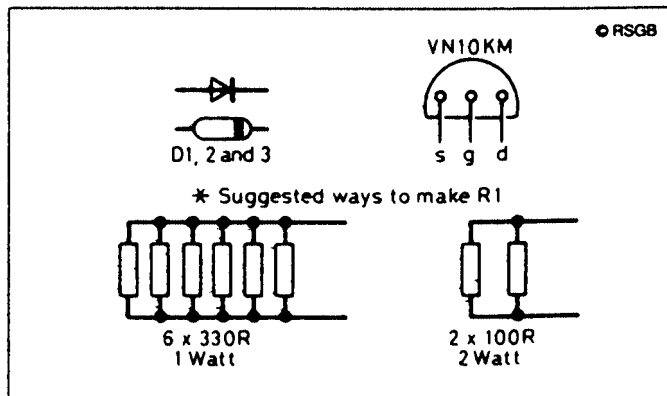 © RSGB
VN10KM
s g d
D1, 2 and 3
* Suggested ways to make R1
6 x 330R
1 Watt
2 x 100R
2 Watt